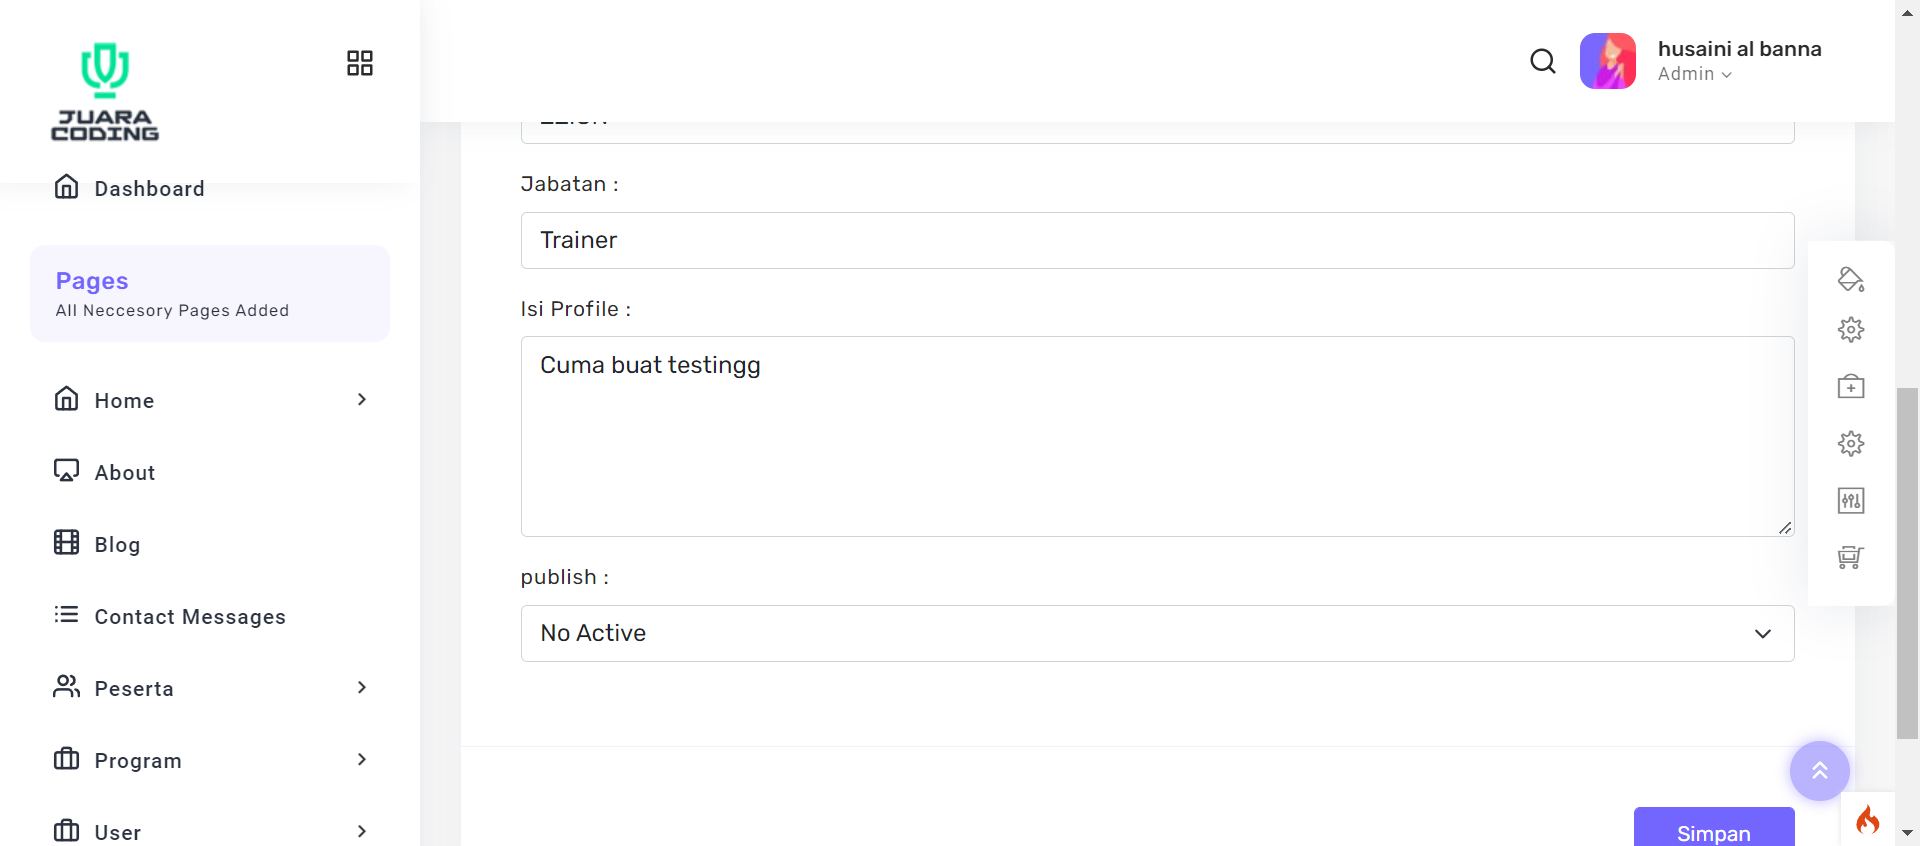 JUARA
CODING
husaini al banna
Admin
Dashboard
Pages
All Neccesory Pages Added
Home
About
Blog
Contact Messages
Peserta
Program
User
Jabatan :
Trainer
Isi Profile :
Cuma buat testingg
publish :
No Active
Simpan